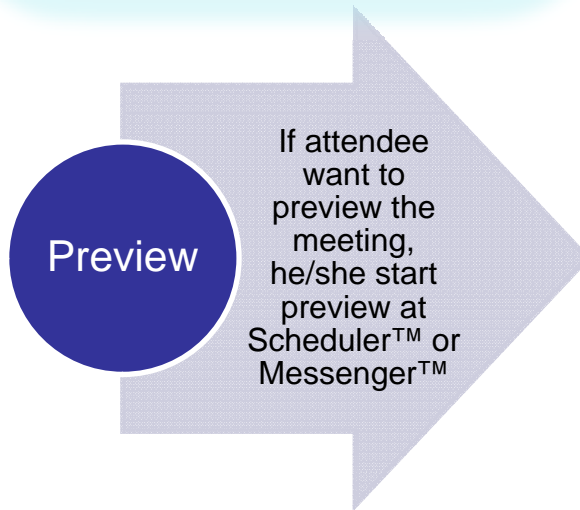 Preview
If attendee
want to
preview the
meeting,
he/she start
preview at
Scheduler™ or
Messenger™